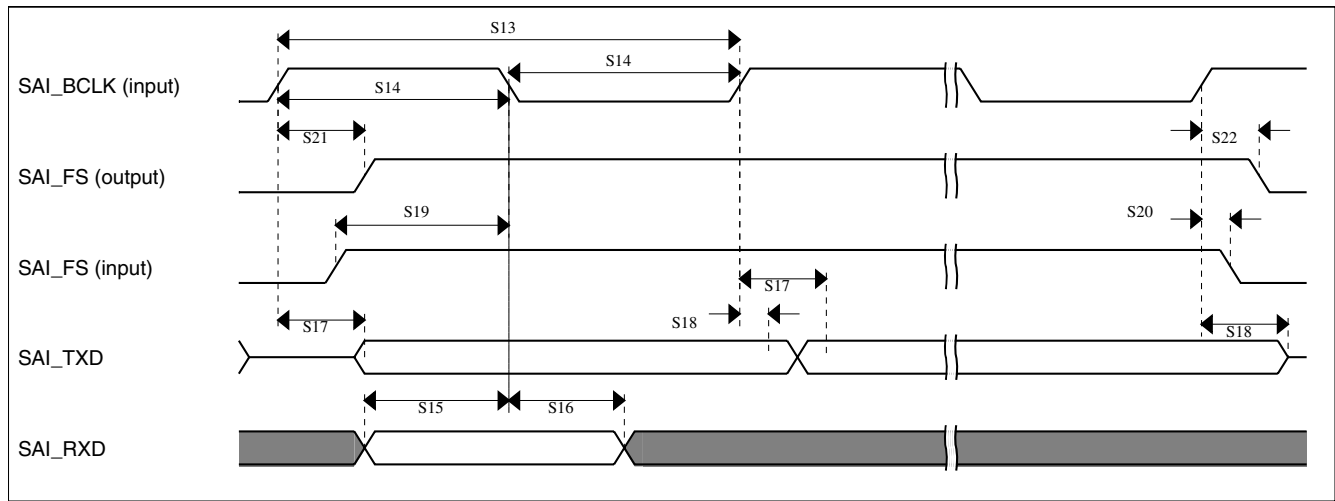 S13
SAI_BCLK (input)
S14
S14
S21
S22
SAI_FS (output)
S19
S20
SAI_FS (input)
S17
S17
S18
S18
SAI_TXD
S15
S16
SAI_RXD